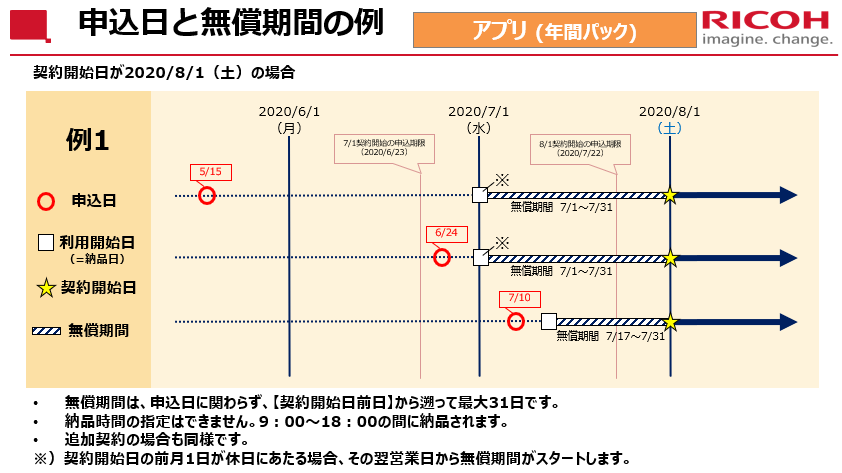 申込日と無償期間の例
アプリ (年間パック)
RICOH
imagine. change.
契約開始日が2020/8/1（土）の場合
例1
申込日
利用開始日
（=納品日）
契約開始日
無償期間
2020/6/1
（月）
2020/7/1
（水）
2020/8/1
（土）
7/1契約開始の申込期限
（2020/6/23）
8/1契約開始の申込期限
（2020/7/22）
5/15
※
無償期間 7/1～7/31
6/24
※
無償期間 7/1～7/31
7/10
無償期間 7/17～7/31
• 無償期間は、申込日に関わらず、【契約開始日前日】から遡って最大31日です。
• 納品時間の指定はできません。9：00～18：00の間に納品されます。
• 追加契約の場合も同様です。
※）契約開始日の前月1日が休日にあたる場合、その翌営業日から無償期間がスタートします。